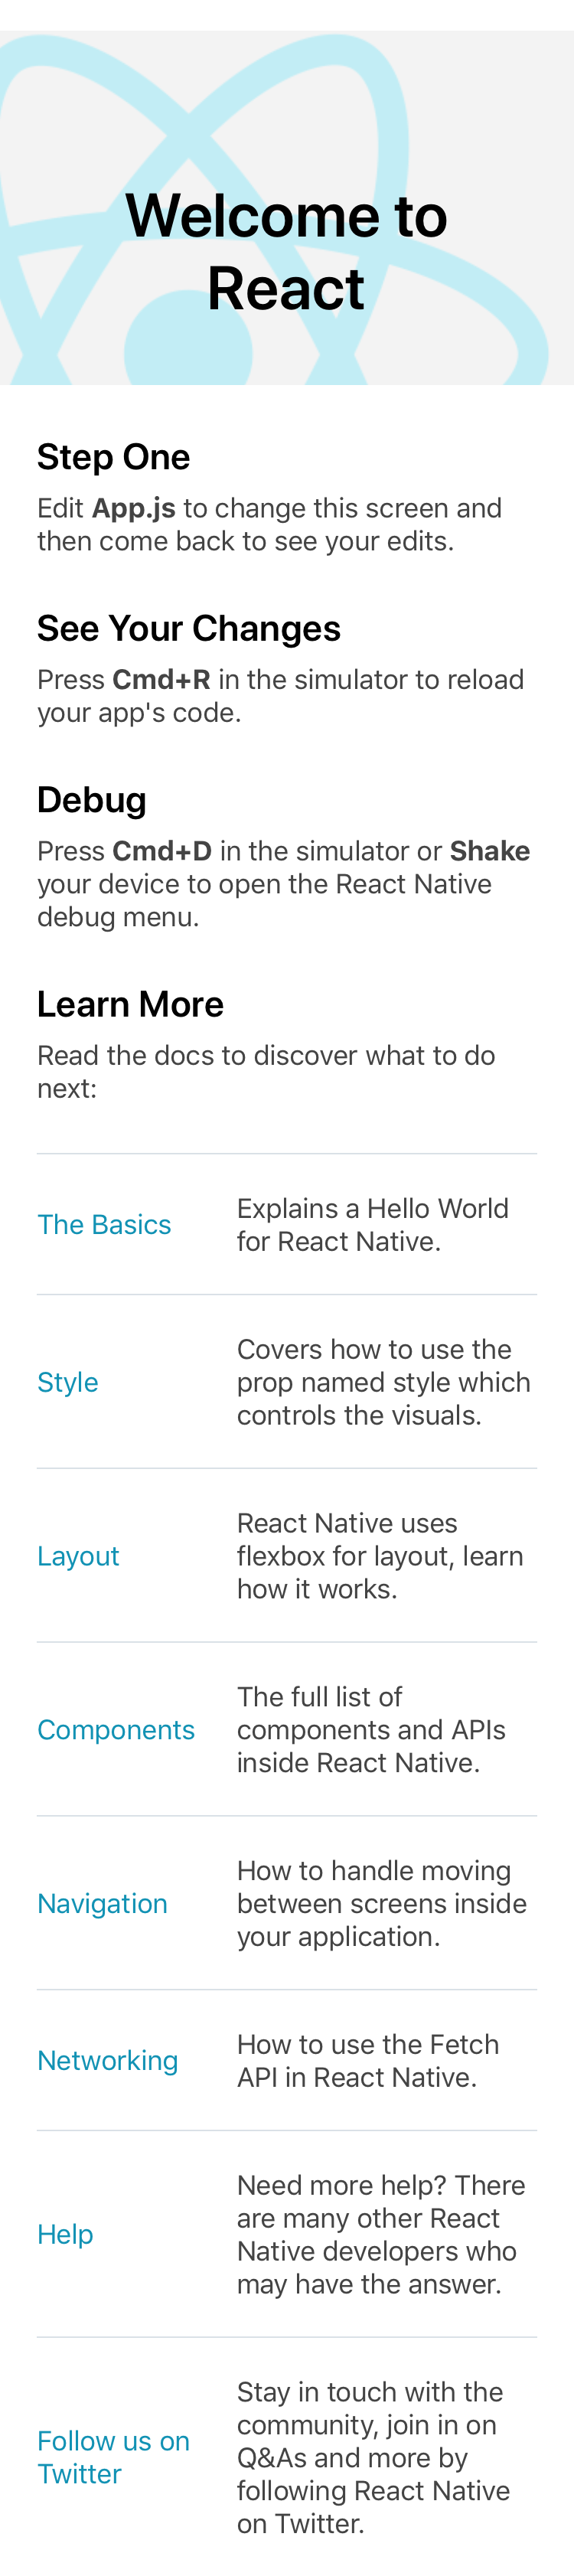 Welcome to
React
Step One
Edit App.js to change this screen and
then come back to see your edits.
See Your Changes
Press Cmd+R in the simulator to reload
your app's code.
Debug
Press Cmd+D in the simulator or Shake
your device to open the React Native
debug menu.
Learn More
Read the docs to discover what to do
next:
The Basics
Explains a Hello World
for React Native.
Style
Covers how to use the
prop named style which
controls the visuals.
Layout
React Native uses
flexbox for layout, learn
how it works.
Components
The full list of
components and APIs
inside React Native.
Navigation
How to handle moving
between screens inside
your application.
Networking
How to use the Fetch
API in React Native.
Help
Need more help? There
are many other React
Native developers who
may have the answer.
Follow us on
Twitter
Stay in touch with the
community, join in on
Q&As and more by
following React Native
on Twitter.